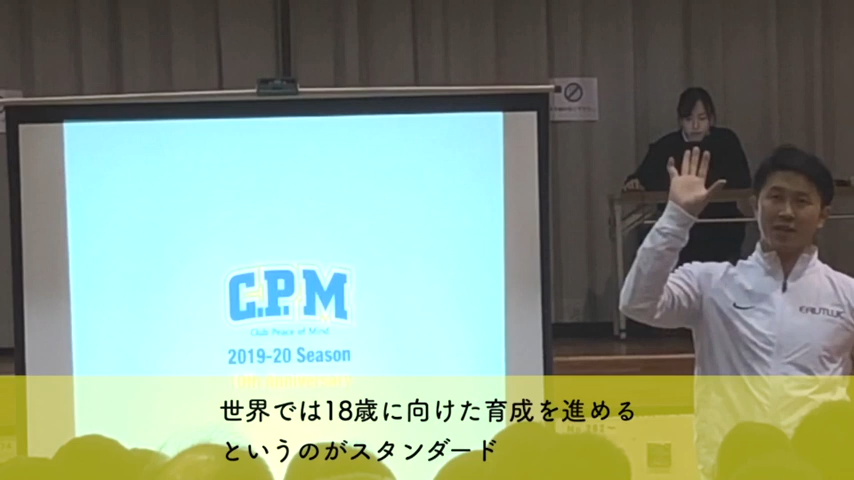 C.P.M
Club Peace of Mind
2019-20 Season
世界では18歳に向けた育成を進める
というのがスタンダード